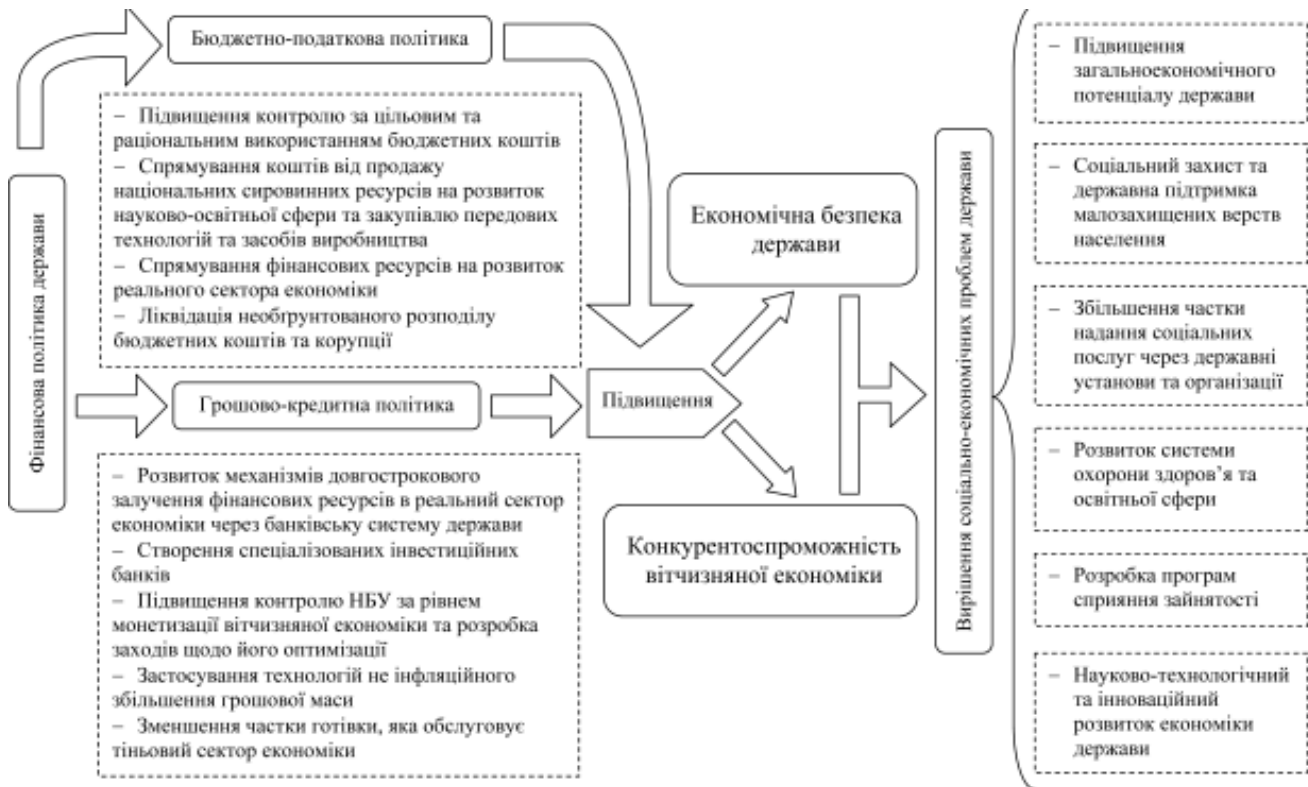 Фінансова політика держави
Бюджетно-податкова політика
– Підвищення контролю за цільовим та
раціональним використанням бюджетних коштів
– Спрямування коштів від продажу
національних сировинних ресурсів на розвиток
науково-освітньої сфери та закупівлю передових
технологій та засобів виробництва
– Спрямування фінансових ресурсів на розвиток
реального сектора економіки
– Ліквідація необґрунтованого розподілу
бюджетних коштів та корупції
Грошово-кредитна політика
– Розвиток механізмів довгострокового
залучення фінансових ресурсів в реальний сектор
економіки через банківську систему держави
– Створення спеціалізованих інвестиційних
банків
– Підвищення контролю НБУ за рівнем
монетизації вітчизняної економіки та розробка
заходів щодо його оптимізації
– Застосування технологій не інфляційного
збільшення грошової маси
– Зменшення частки готівки, яка обслуговує
тіньовий сектор економіки
Підвищення
Економічна безпека
держави
Конкурентоспроможність
вітчизняної економіки
Вирішення соціально-економічних проблем держави
– Підвищення
загальноекономічного
потенціалу держави
– Соціальний захист та
державна підтримка
малозахищених верств
населення
– Збільшення частки
надання соціальних
послуг через державні
установи та організації
– Розвиток системи
охорони здоров’я та
освітньої сфери
– Розробка програм
сприяння зайнятості
– Науково-технологічний
та інноваційний
розвиток економіки
держави